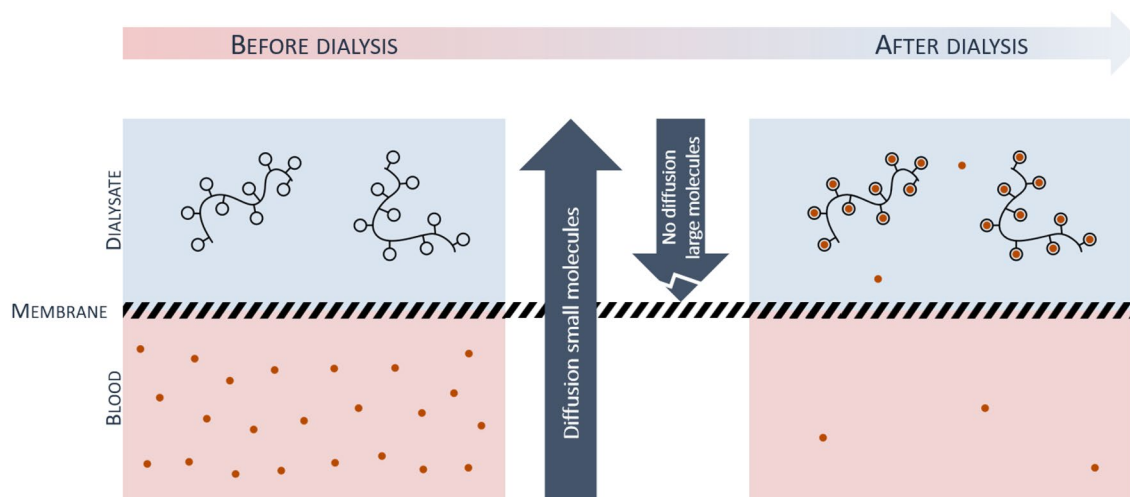 BEFORE DIALYSIS
AFTER DIALYSIS
DIALYSATE
MEMBRANE
BLOOD
Diffusion small molecules
No diffusion
large molecules